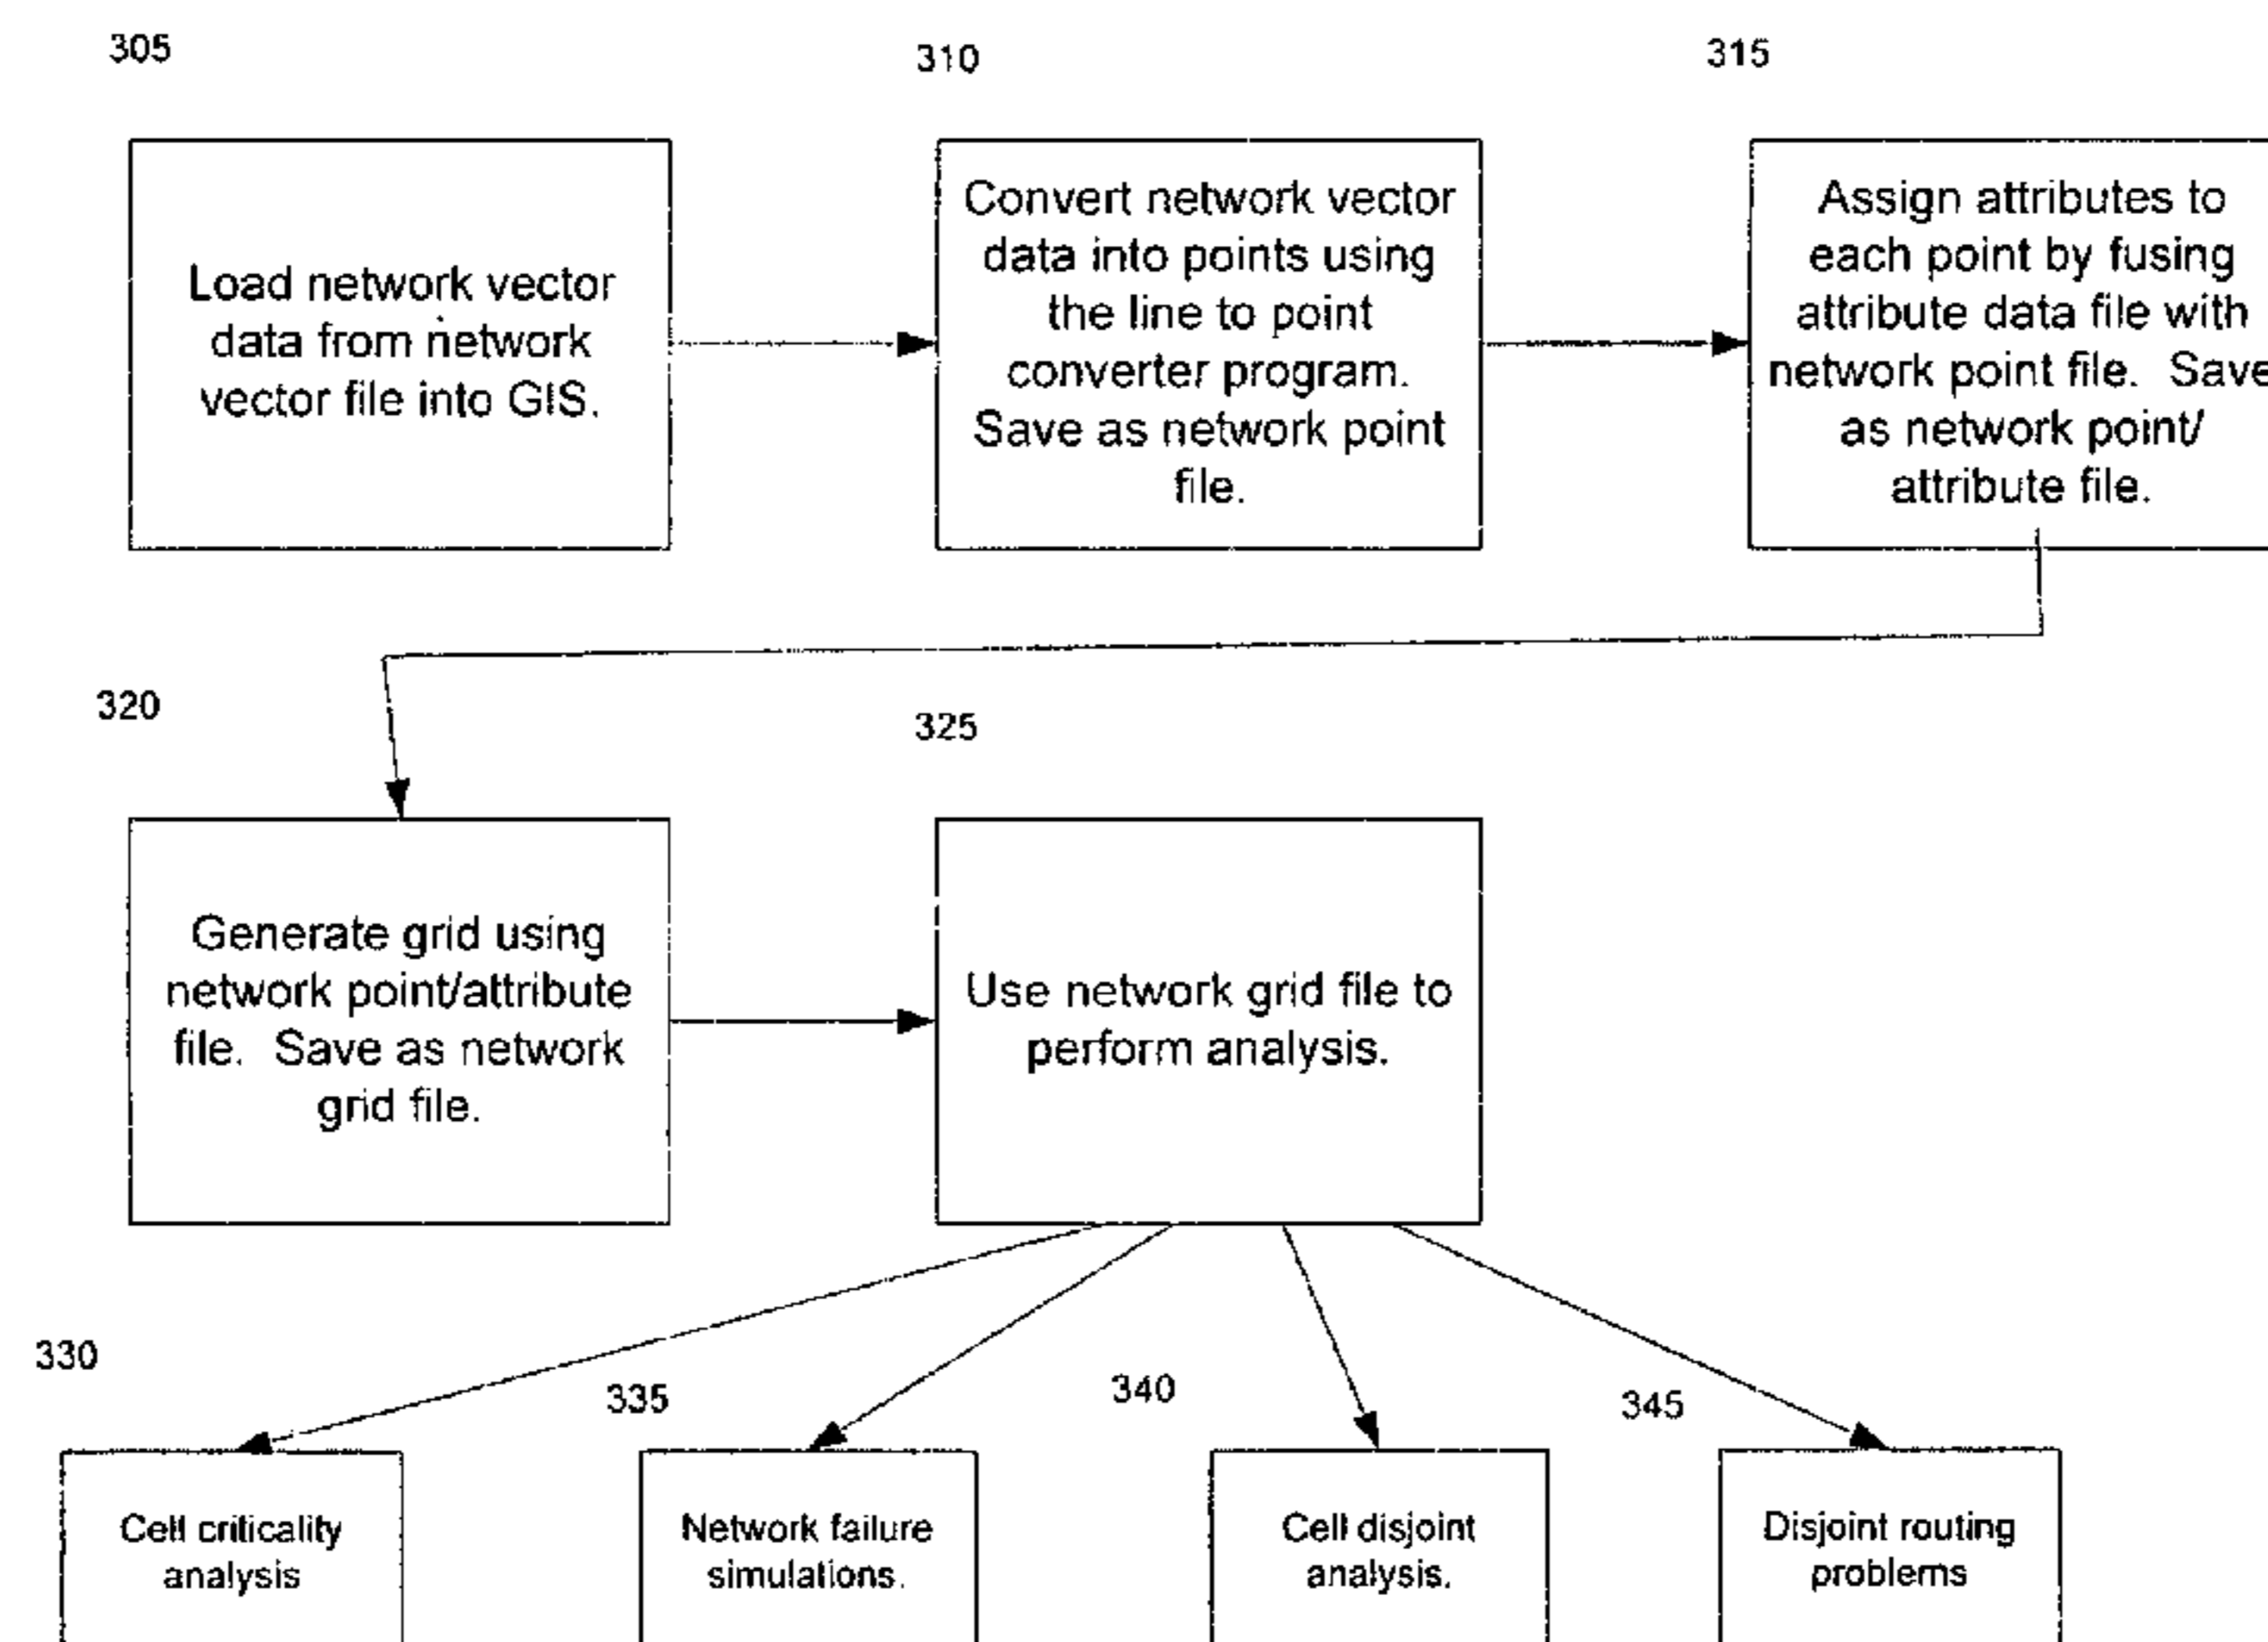 305
310
315
Load network vector
data from network
vector file into GIS.
Convert network vector
data into points using
the line to point
converter program.
Save as network point
file.
Assign attributes to
each point by fusing
attribute data file with
network point file. Save
as network point/
attribute file.
320
325
Generate grid using
network point/attribute
file. Save as network
grid file.
Use network grid file to
perform analysis.
330
335
340
345
Cell criticality
analysis
Network failure
simulations.
Cell disjoint
analysis.
Disjoint routing
problems